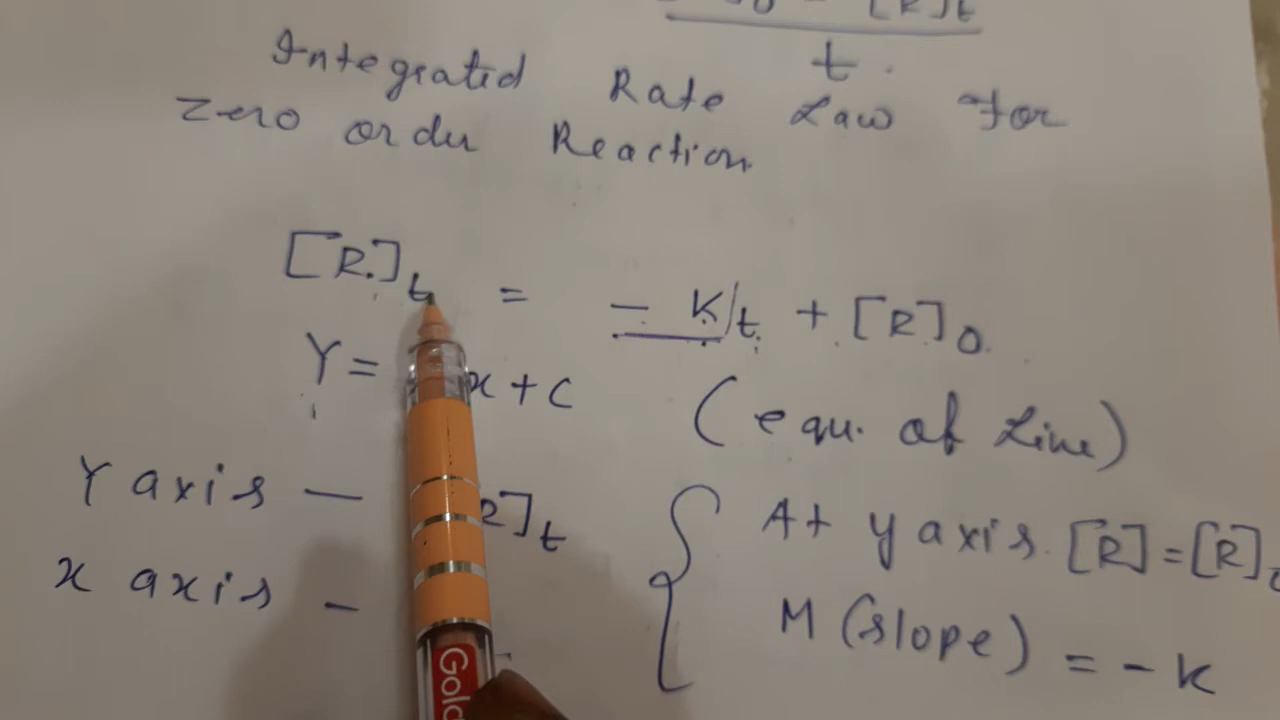 [R]t
t.
Integrated Rate Law for
Zero order Reaction
[R]t = - K/t + [R]0
Y = x + C (equ. of Line)
Y axis - R]t
x axis -
{ At y axis [R] = [R]
M (slope) = - K
Gold